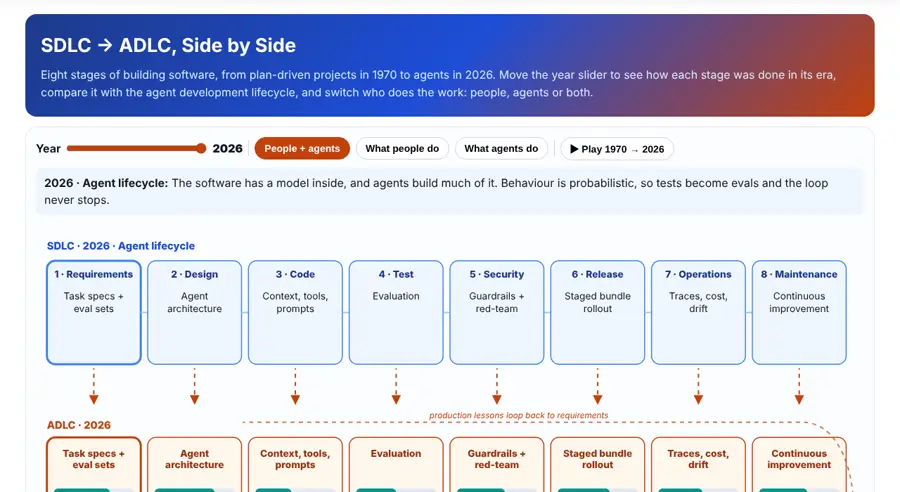 SDLC → ADLC, Side by Side
Eight stages of building software, from plan-driven projects in 1970 to agents in 2026. Move the year slider to see how each stage was done in its era,
compare it with the agent development lifecycle, and switch who does the work: people, agents or both.
Year 2026 People + agents What people do What agents do ▶ Play 1970 → 2026
2026 · Agent lifecycle: The software has a model inside, and agents build much of it. Behaviour is probabilistic, so tests become evals and the loop
never stops.
SDLC · 2026 · Agent lifecycle
1 · Requirements
Task specs +
eval sets
2 · Design
Agent
architecture
3 · Code
Context, tools,
prompts
4 · Test
Evaluation
5 · Security
Guardrails +
red-team
6 · Release
Staged bundle
rollout
7 · Operations
Traces, cost,
drift
8 · Maintenance
Continuous
improvement
production lessons loop back to requirements
ADLC · 2026
Task specs +
eval sets
Agent
architecture
Context, tools,
prompts
Evaluation
Guardrails +
red-team
Staged bundle
rollout
Traces, cost,
drift
Continuous
improvement